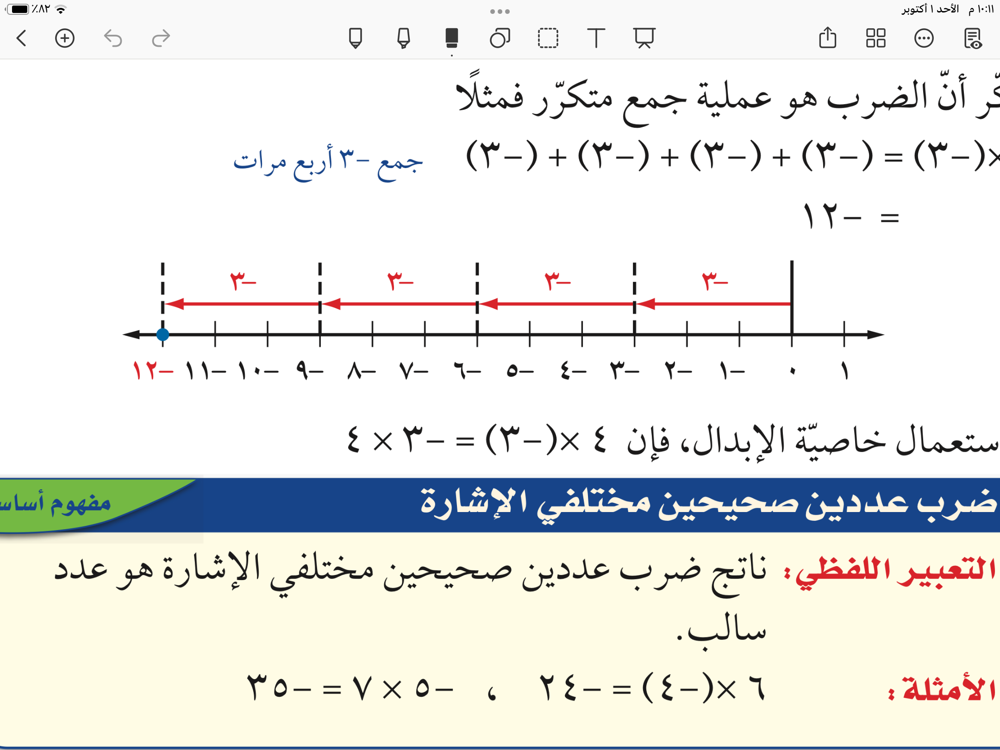 ١٠:١١ م الأحد ١ أكتوبر
٪٨٢
أنّ الضرب هو عملية جمع متكرّر فمثلًا
×(−٣) = (−٣) + (−٣) + (−٣) + (−٣) جمع −٣ أربع مرات
= −١٢
−٣ −٣ −٣ −٣
−١٢ −١١ −١٠ −٩ −٨ −٧ −٦ −٥ −٤ −٣ −٢ −١ ٠ ١
ستعمال خاصيّة الإبدال، فإن ٤ ×(−٣) = −٣ × ٤
ضرب عددين صحيحين مختلفي الإشارة
مفهوم أساس
التعبير اللفظي: ناتج ضرب عددين صحيحين مختلفي الإشارة هو عدد
سالب.
الأمثلة: ٦ ×(−٤) = −٢٤ ، −٥ × ٧ = −٣٥